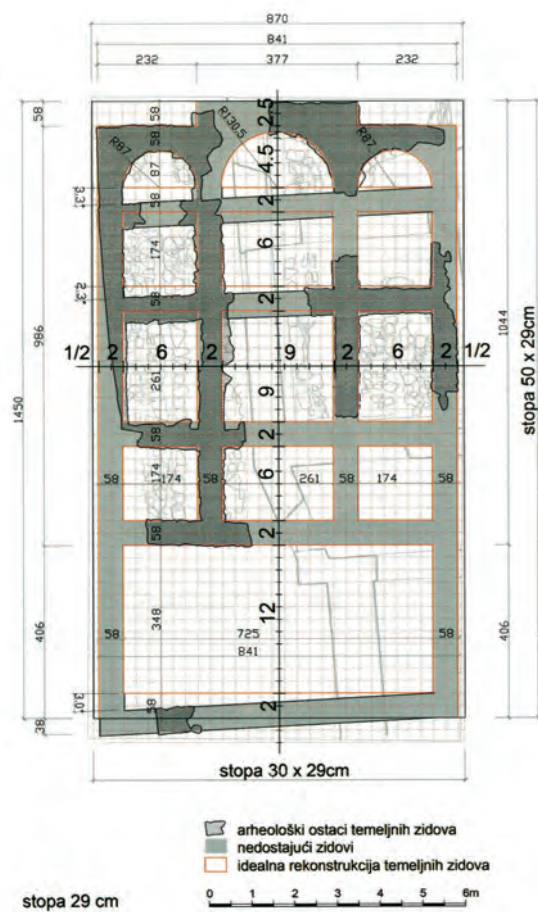 870
841
232 377 232
58
58
R87
R130.5
R87
2.5
58
4.5
87
58
3,3°
2
174
6
2,3°
58
2
986
1450
1044
stopa 50 x 29cm
1/2 2 6 2 9 2 6 2 1/2
261
9
58
2
174
6
58 174 58 261 58 174 58
58
2
12
348
406
406
58 725 58
841
3,0°
58
2
38
stopa 30 x 29cm
arheološki ostaci temeljnih zidova
nedostajući zidovi
idealna rekonstrukcija temeljnih zidova
stopa 29 cm
0 1 2 3 4 5 6m